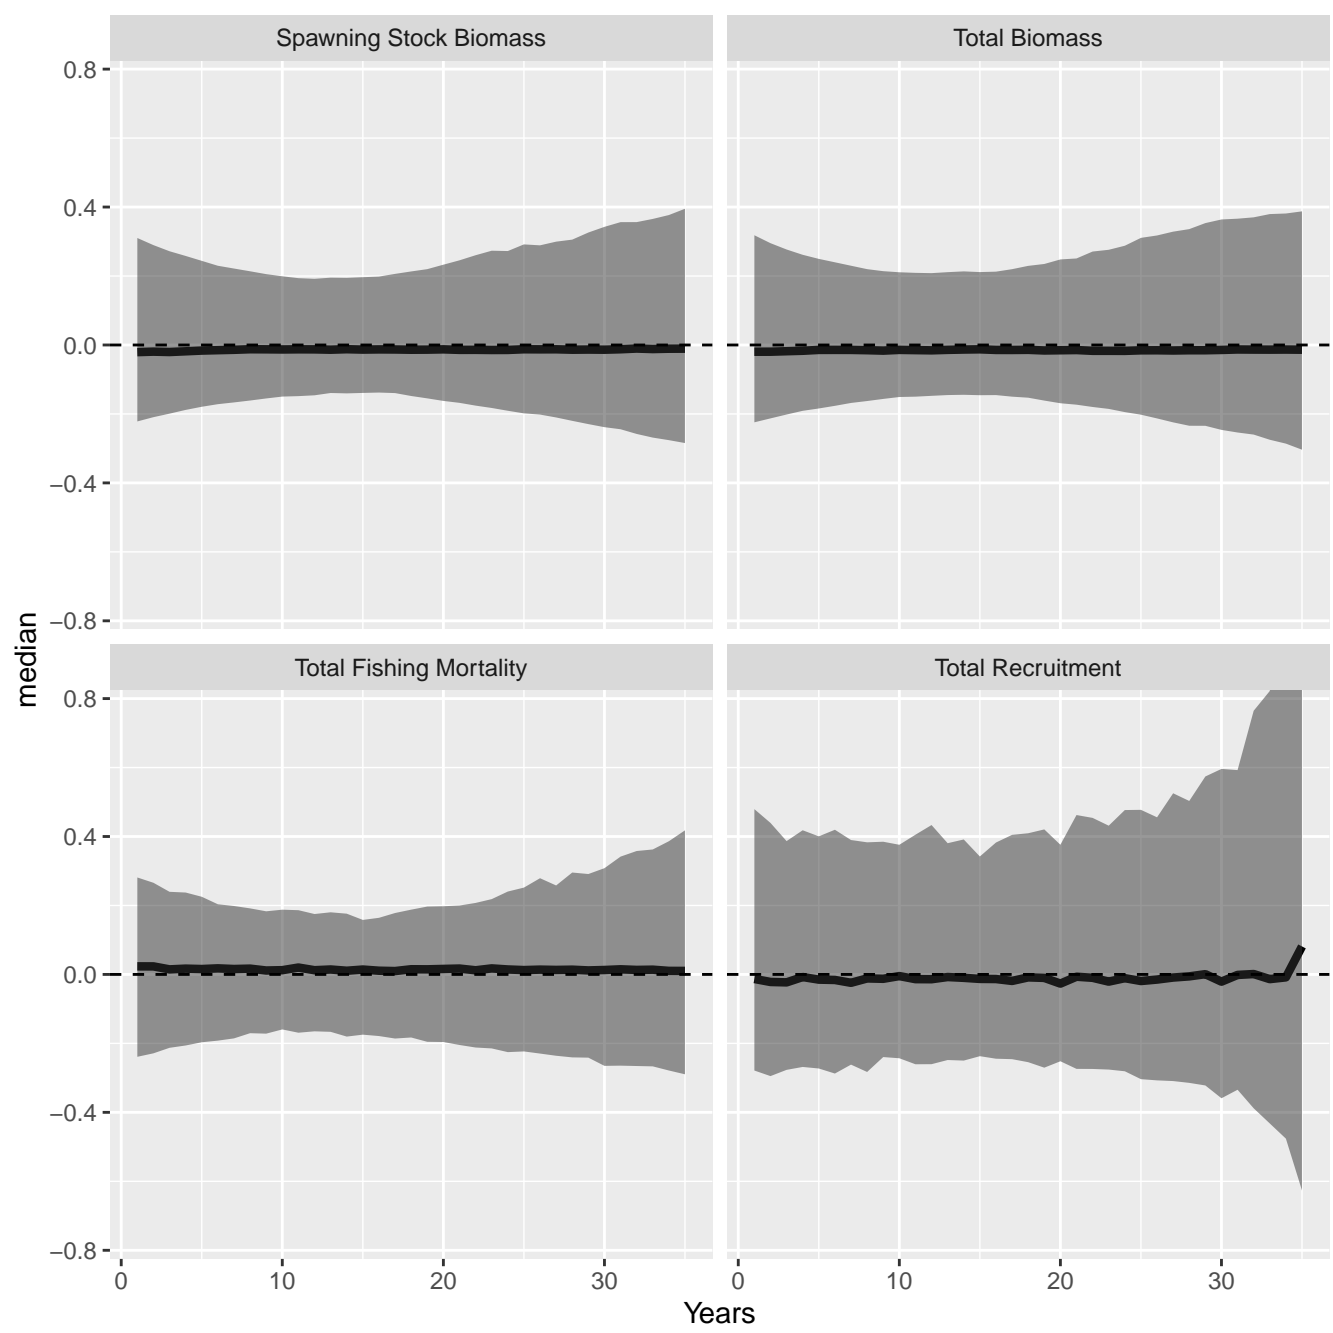 Spawning Stock Biomass
Total Biomass
0.8
0.4
0.0
−0.4
−0.8
median
Total Fishing Mortality
Total Recruitment
0.8
0.4
0.0
−0.4
−0.8
0 10 20 30
0 10 20 30
Years